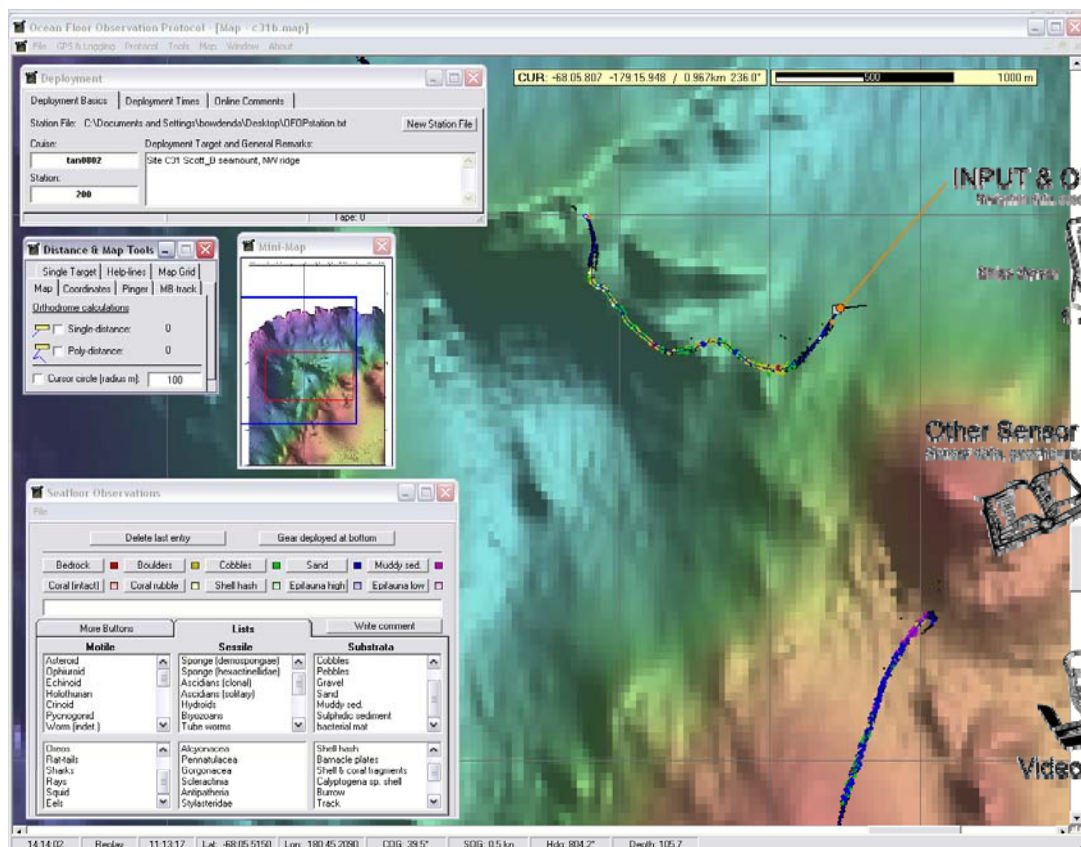 Ocean Floor Observation Protocol - [Map - c31b.map]
File GPS & Logging Protocol Tools Map Window About
Deployment
Deployment Basics Deployment Times Online Comments
Station File: C:\Documents and Settings\bowdenda\Desktop\OFOPstation.txt New Station File
Cruise: Deployment Target and General Remarks:
tan0802 Site C31 Scott_B seamount, NW ridge
Station:
200
Tape: 0
CUR: -68:05.807 -179:15.948 / 0.967km 236.0°
500 1000 m
Distance & Map Tools
Single Target Help-lines Map Grid
Map Coordinates Pinger MB-track
Orthodrome calculations
Single-distance: 0
Poly-distance: 0
Cursor circle (radius m): 100
Mini-Map
INPUT & O
Other Sensor
Video
Seafloor Observations
File
Delete last entry Gear deployed at bottom
Bedrock Boulders Cobbles Sand Muddy sed.
Coral (intact) Coral rubble Shell hash Epifauna high Epifauna low
More Buttons Lists Write comment
Motile Sessile Substrata
Asteroid Sponge (demospongiae) Cobbles
Ophiuroid Sponge (hexactinellidae) Pebbles
Echinoid Ascidians (clonal) Gravel
Holothurian Ascidians (solitary) Sand
Crinoid Hydroids Muddy sed.
Pycnogonid Bryozoans Sulphidic sediment
Worm (indet.) Tube worms bacterial mat
Oreos Alcyonacea Shell hash
Rat-tails Pennatulacea Barnacle plates
Sharks Gorgonacea Shell & coral fragments
Rays Scleractinia Calyptogena sp. shell
Squid Antipatheria Burrow
Eels Stylasteridae Track
14:14:02 Replay 11:13:17 Lat: -68:05.5150 Lon: 180:45.2090 COG: 39.5° SOG: 0.5 kn Hdg: 804.2° Depth: 105.7